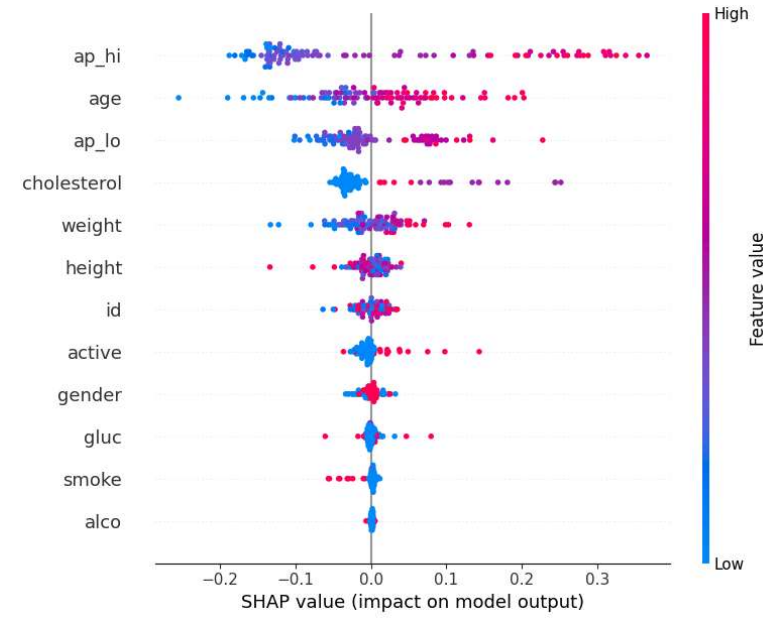 High
ap_hi
age
ap_lo
cholesterol
weight
height
id
active
gender
gluc
smoke
alco
Feature value
Low
−0.2 −0.1 0.0 0.1 0.2 0.3
SHAP value (impact on model output)